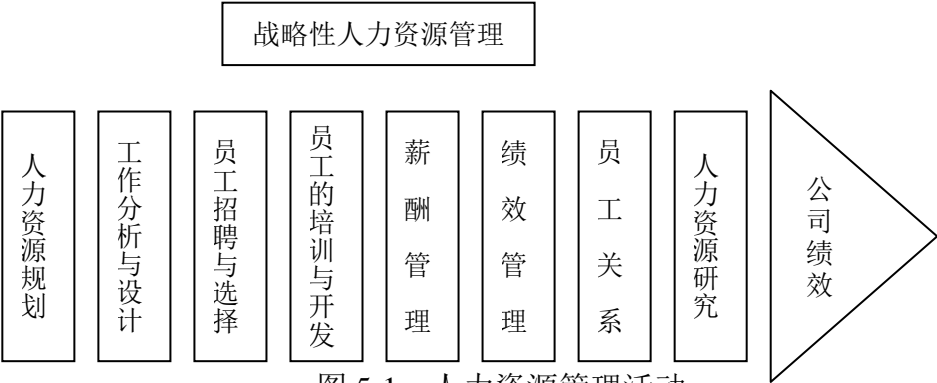 战略性人力资源管理
人力资源规划
工作分析与设计
员工招聘与选择
员工的培训与开发
薪酬管理
绩效管理
员工关系
人力资源研究
公司绩效
图 5-1 人力资源管理活动